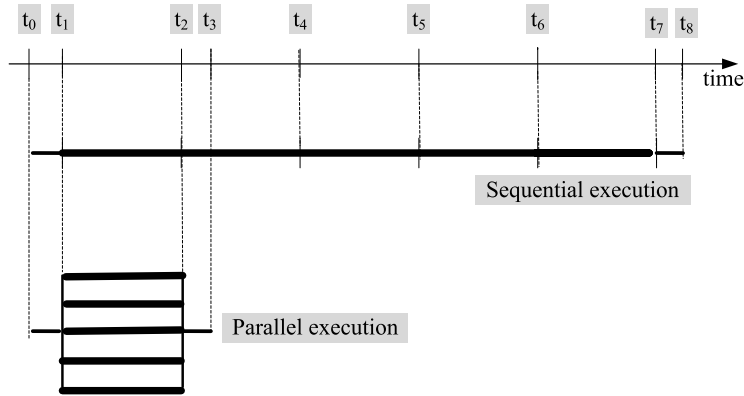 t₀ t₁ t₂ t₃ t₄ t₅ t₆ t₇ t₈
time
Sequential execution
Parallel execution